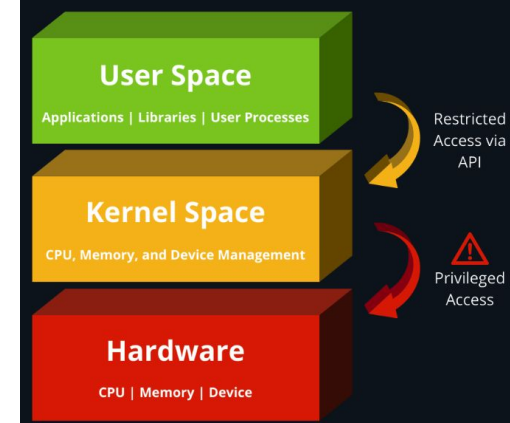 User Space
Applications | Libraries | User Processes
Restricted
Access via
API
Kernel Space
CPU, Memory, and Device Management
Privileged
Access
Hardware
CPU | Memory | Device